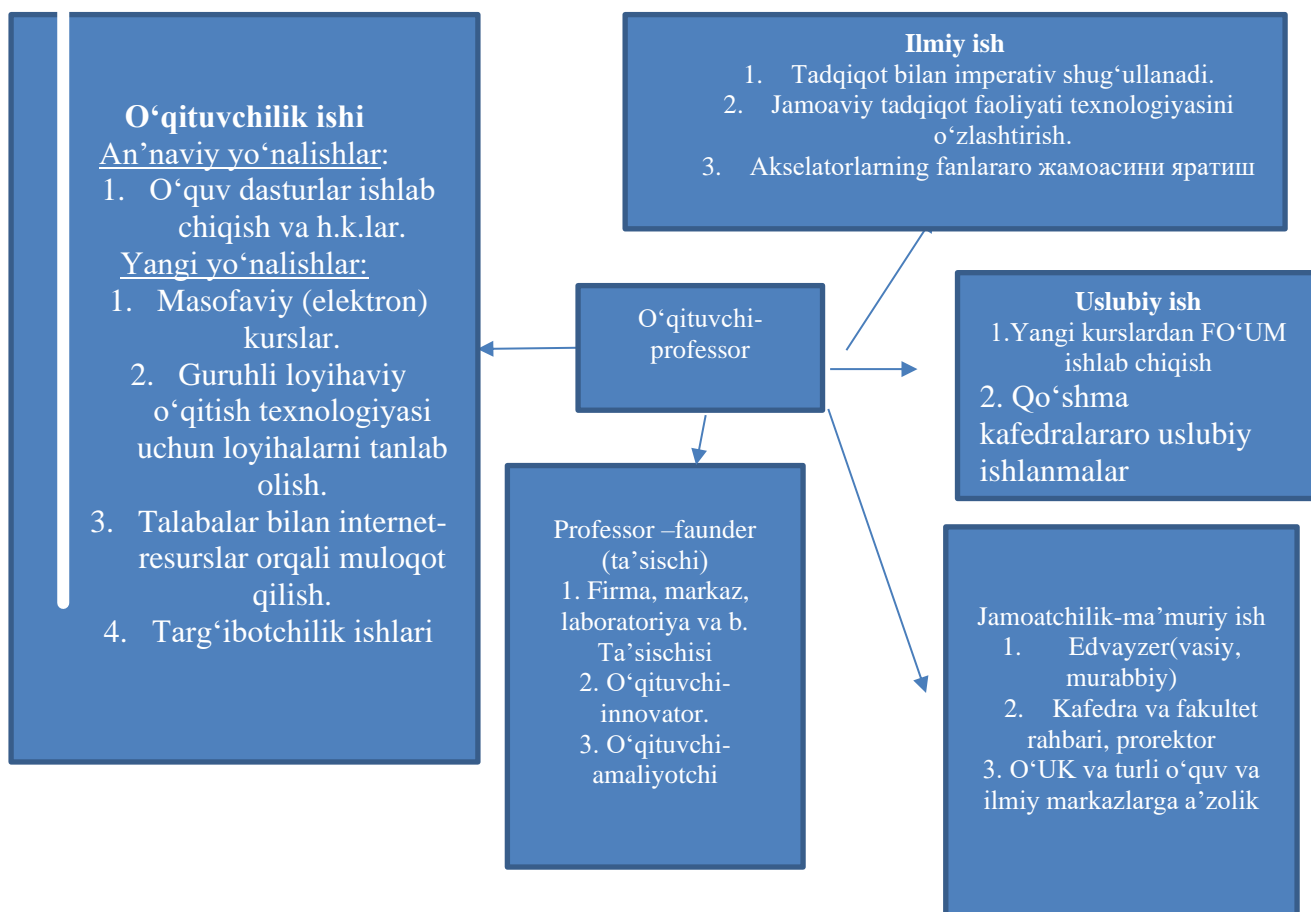 O‘qituvchilik ishi
An’naviy yo‘nalishlar:
1. O‘quv dasturlar ishlab
chiqish va h.k.lar.
Yangi yo‘nalishlar:
1. Masofaviy (elektron)
kurslar.
2. Guruhli loyihaviy
o‘qitish texnologiyasi
uchun loyihalarni tanlab
olish.
3. Talabalar bilan internet-
resurslar orqali muloqot
qilish.
4. Targ‘ibotchilik ishlari
Ilmiy ish
1. Tadqiqot bilan imperativ shug‘ullanadi.
2. Jamoaviy tadqiqot faoliyati texnologiyasini
o‘zlashtirish.
3. Akselatorlarning fanlararo жамоасини яратиш
O‘qituvchi-
professor
Uslubiy ish
1.Yangi kurslardan FO‘UM
ishlab chiqish
2. Qo‘shma
kafedralararo uslubiy
ishlanmalar
Professor –faunder
(ta’sischi)
1. Firma, markaz,
laboratoriya va b.
Ta’sischisi
2. O‘qituvchi-
innovator.
3. O‘qituvchi-
amaliyotchi
Jamoatchilik-ma’muriy ish
1. Edvayzer(vasiy,
murabbiy)
2. Kafedra va fakultet
rahbari, prorektor
3. O‘UK va turli o‘quv va
ilmiy markazlarga a’zolik